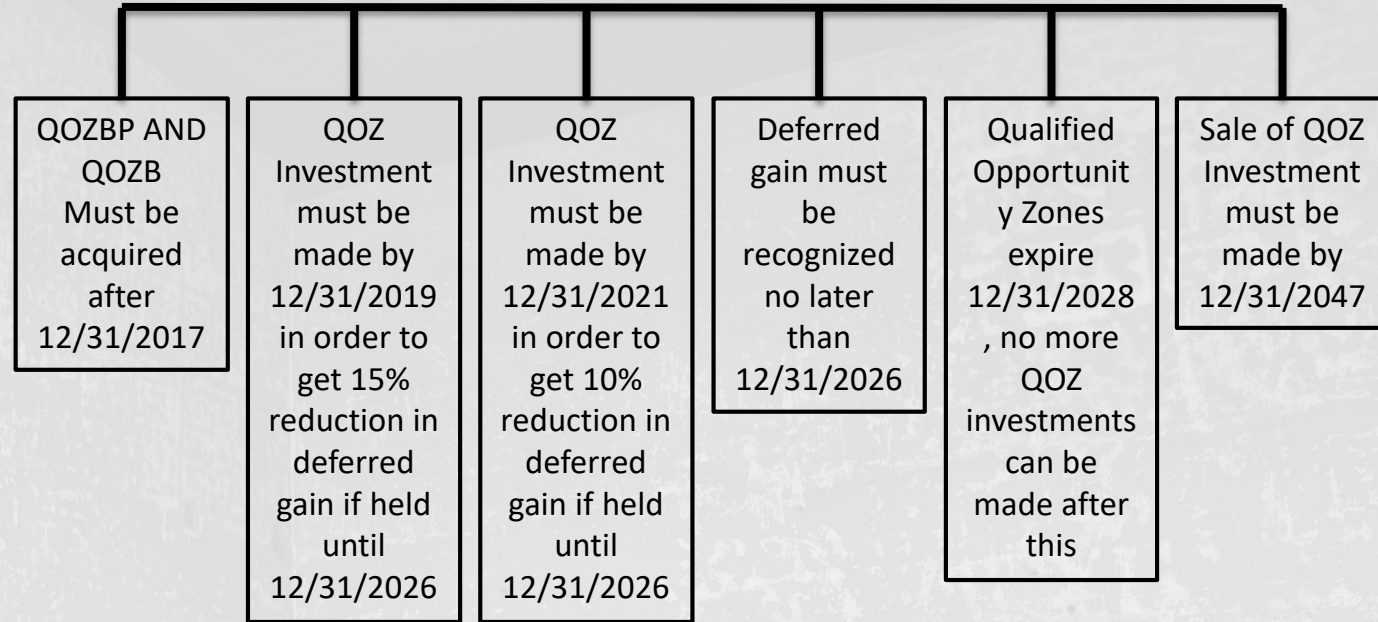 QOZBP AND
QOZB
Must be
acquired
after
12/31/2017
QOZ
Investment
must be
made by
12/31/2019
in order to
get 15%
reduction in
deferred
gain if held
until
12/31/2026
QOZ
Investment
must be
made by
12/31/2021
in order to
get 10%
reduction in
deferred
gain if held
until
12/31/2026
Deferred
gain must
be
recognized
no later
than
12/31/2026
Qualified
Opportunit
y Zones
expire
12/31/2028
, no more
QOZ
investments
can be
made after
this
Sale of QOZ
Investment
must be
made by
12/31/2047